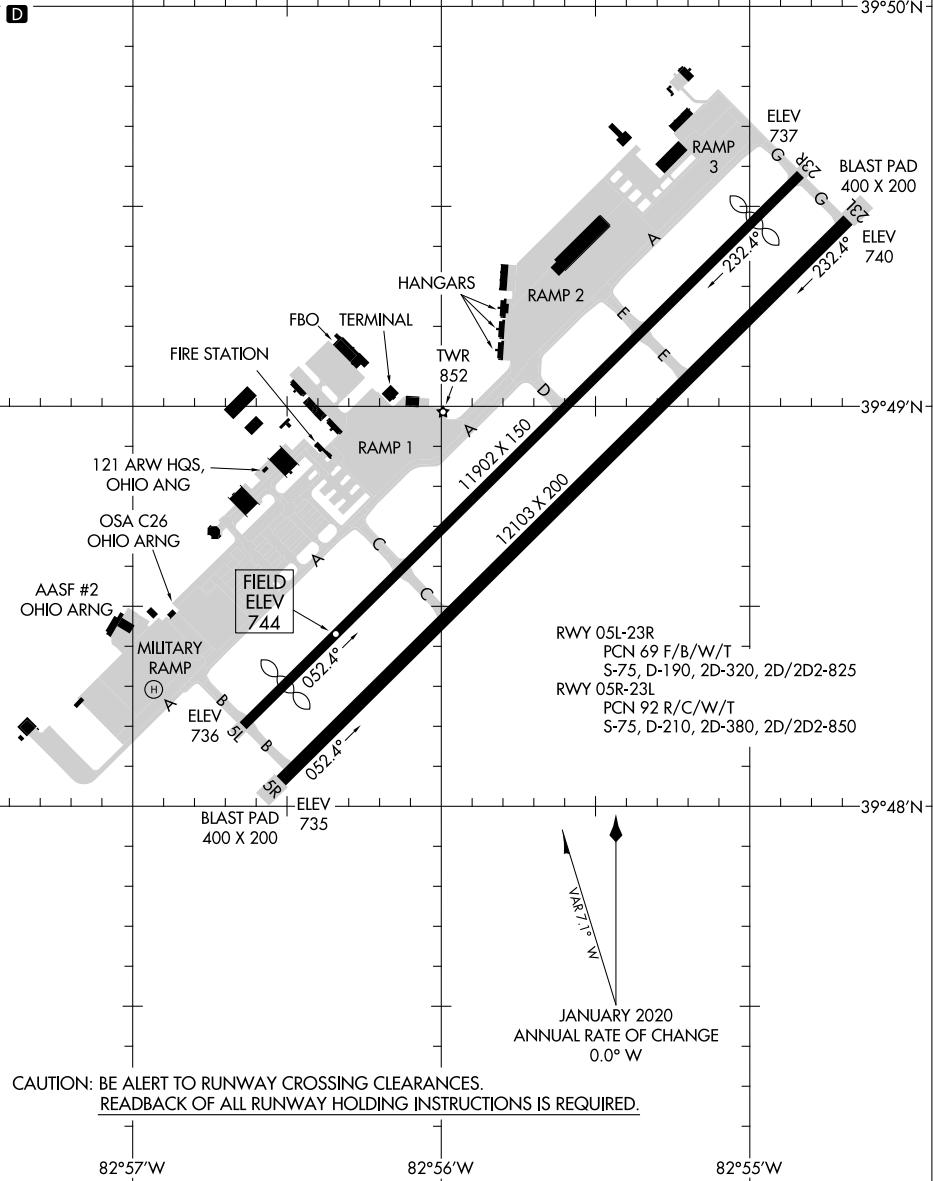 D
39°50'N
ELEV
737
RAMP
3
G
23R
BLAST PAD
400 X 200
G
23L
ELEV
740
A
232.4°
232.4°
HANGARS
RAMP 2
FBO
TERMINAL
E
E
FIRE STATION
TWR
852
D
39°49'N
A
RAMP 1
11902 X 150
121 ARW HQS,
OHIO ANG
12103 X 200
OSA C26
OHIO ARNG
C
A
C
AASF #2
OHIO ARNG
FIELD
ELEV
744
RWY 05L-23R
PCN 69 F/B/W/T
S-75, D-190, 2D-320, 2D/2D2-825
RWY 05R-23L
PCN 92 R/C/W/T
S-75, D-210, 2D-380, 2D/2D2-850
MILITARY
RAMP
052.4°
H
A
B
ELEV
736
5L
B
052.4°
5R
BLAST PAD
400 X 200
ELEV
735
39°48'N
VAR 7.1° W
JANUARY 2020
ANNUAL RATE OF CHANGE
0.0° W
CAUTION: BE ALERT TO RUNWAY CROSSING CLEARANCES.
READBACK OF ALL RUNWAY HOLDING INSTRUCTIONS IS REQUIRED.
82°57'W
82°56'W
82°55'W